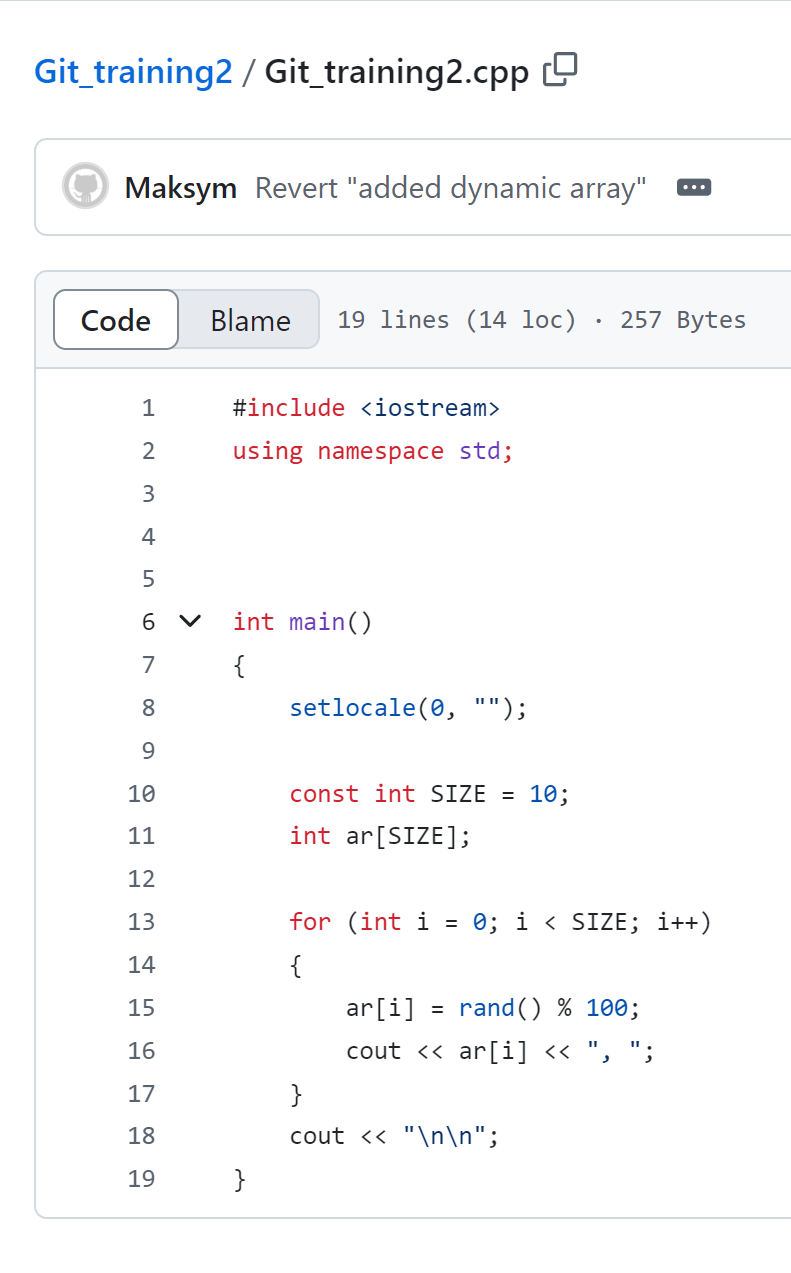 Git_training2 / Git_training2.cpp
Maksym Revert "added dynamic array"
Code Blame 19 lines (14 loc) · 257 Bytes
1 #include <iostream>
2 using namespace std;
3
4
5
6 int main()
7 {
8     setlocale(0, "");
9
10     const int SIZE = 10;
11     int ar[SIZE];
12
13     for (int i = 0; i < SIZE; i++)
14     {
15         ar[i] = rand() % 100;
16         cout << ar[i] << ", ";
17     }
18     cout << "\n\n";
19 }